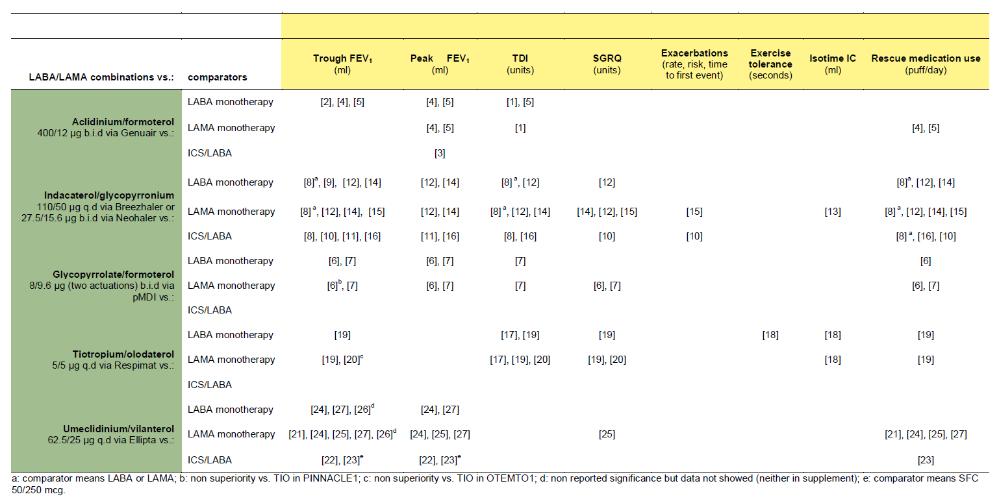 Trough FEV1 Peak FEV1 TDI SGRQ Exacerbations Exercise tolerance Isotime IC Rescue medication use
LABA/LAMA combinations vs.: comparators (ml) (ml) (units) (units) (rate, risk, time to first event) (seconds) (ml) (puff/day)
Aclidinium/formoterol
400/12 µg b.i.d via Genuair vs.:
LABA monotherapy [2], [4], [5] [4], [5] [1], [5]
LAMA monotherapy [4], [5] [1] [4], [5]
ICS/LABA [3]
Indacaterol/glycopyrronium
110/50 µg q.d via Breezhaler or
27.5/15.6 µg b.i.d via Neohaler vs.:
LABA monotherapy [8]a, [9], [12], [14] [12], [14] [8] a, [12] [12] [8]a, [12], [14]
LAMA monotherapy [8] a, [12], [14], [15] [12], [14] [8] a, [12], [14] [14], [12], [15] [15] [13] [8] a, [12], [14], [15]
ICS/LABA [8], [10], [11], [16] [11], [16] [8], [16] [10] [10] [8] a, [16], [10]
Glycopyrrolate/formoterol
8/9.6 µg (two actuations) b.i.d via
pMDI vs.:
LABA monotherapy [6], [7] [6], [7] [7] [6]
LAMA monotherapy [6]b, [7] [6], [7] [7] [6], [7] [6], [7]
ICS/LABA
Tiotropium/olodaterol
5/5 µg q.d via Respimat vs.:
LABA monotherapy [19] [17], [19] [19] [18] [18] [19]
LAMA monotherapy [19], [20]c [17], [19], [20] [19], [20] [18] [19]
ICS/LABA
Umeclidinium/vilanterol
62.5/25 µg q.d via Ellipta vs.:
LABA monotherapy [24], [27], [26]d [24], [27]
LAMA monotherapy [21], [24], [25], [27], [26]d [24], [25], [27] [25] [21], [24], [25], [27]
ICS/LABA [22], [23]e [22], [23]e [23]
a: comparator means LABA or LAMA; b: non superiority vs. TIO in PINNACLE1; c: non superiority vs. TIO in OTEMTO1; d: non reported significance but data not showed (neither in supplement); e: comparator means SFC
50/250 mcg.